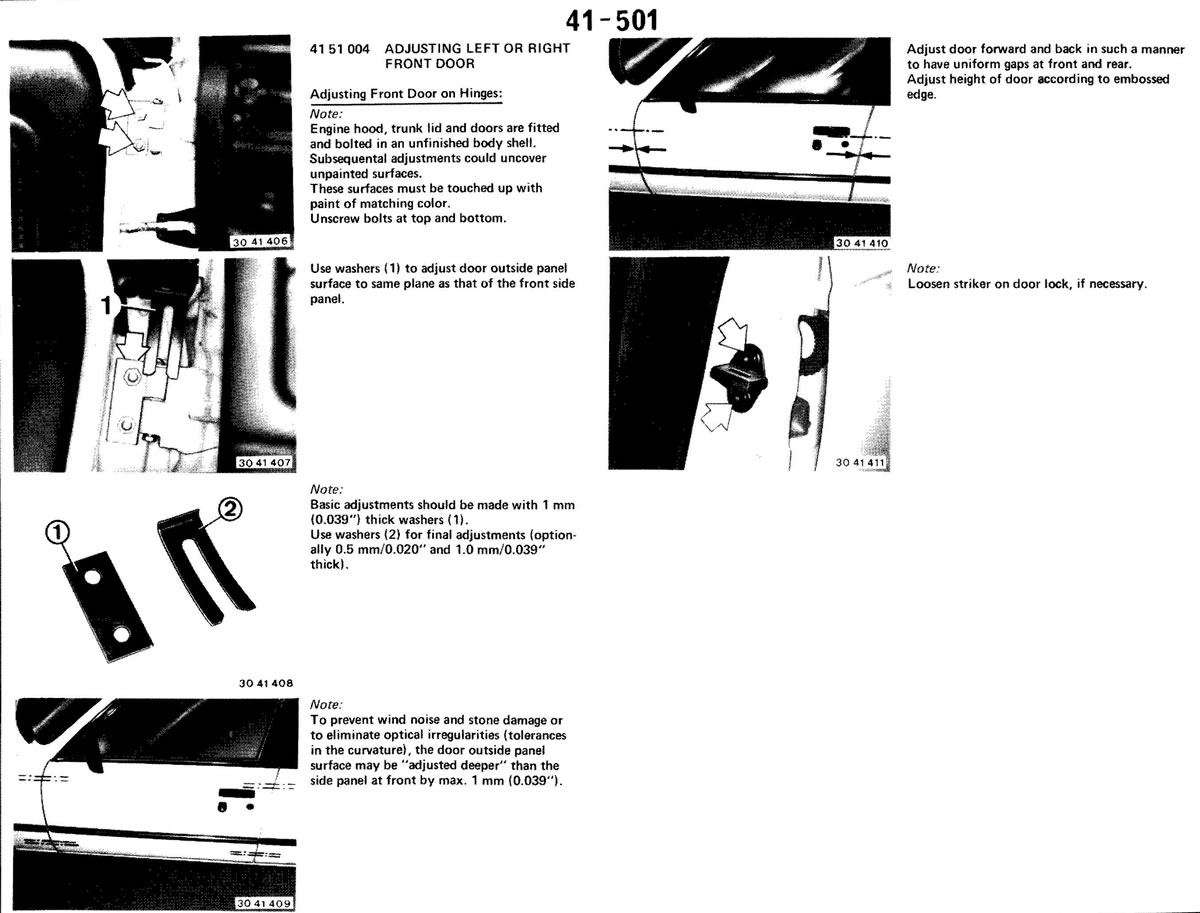 41-501
41 51 004 ADJUSTING LEFT OR RIGHT
FRONT DOOR
Adjusting Front Door on Hinges:
Note:
Engine hood, trunk lid and doors are fitted
and bolted in an unfinished body shell.
Subsequental adjustments could uncover
unpainted surfaces.
These surfaces must be touched up with
paint of matching color.
Unscrew bolts at top and bottom.
30 41 406
Use washers (1) to adjust door outside panel
surface to same plane as that of the front side
panel.
1
30 41 407
Note:
Basic adjustments should be made with 1 mm
(0.039") thick washers (1).
Use washers (2) for final adjustments (option-
ally 0.5 mm/0.020" and 1.0 mm/0.039"
thick).
1
2
30 41 408
Note:
To prevent wind noise and stone damage or
to eliminate optical irregularities (tolerances
in the curvature), the door outside panel
surface may be "adjusted deeper" than the
side panel at front by max. 1 mm (0.039").
30 41 409
Adjust door forward and back in such a manner
to have uniform gaps at front and rear.
Adjust height of door according to embossed
edge.
30 41 410
Note:
Loosen striker on door lock, if necessary.
30 41 411